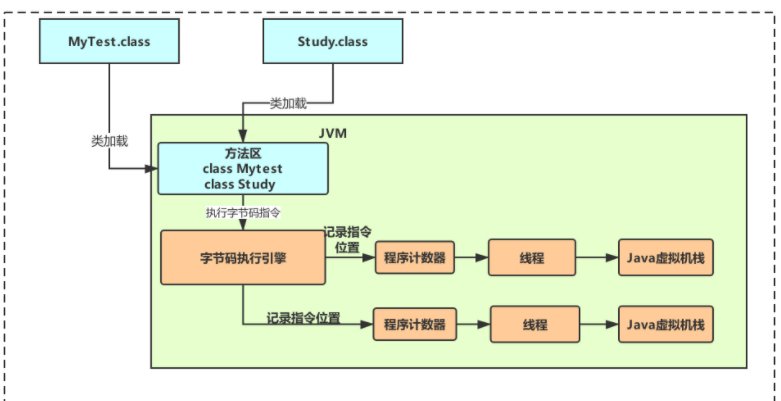 MyTest.class
Study.class
类加载
类加载
JVM
方法区
class Mytest
class Study
执行字节码指令
记录指令
位置
字节码执行引擎
程序计数器
线程
Java虚拟机栈
记录指令位置
程序计数器
线程
Java虚拟机栈